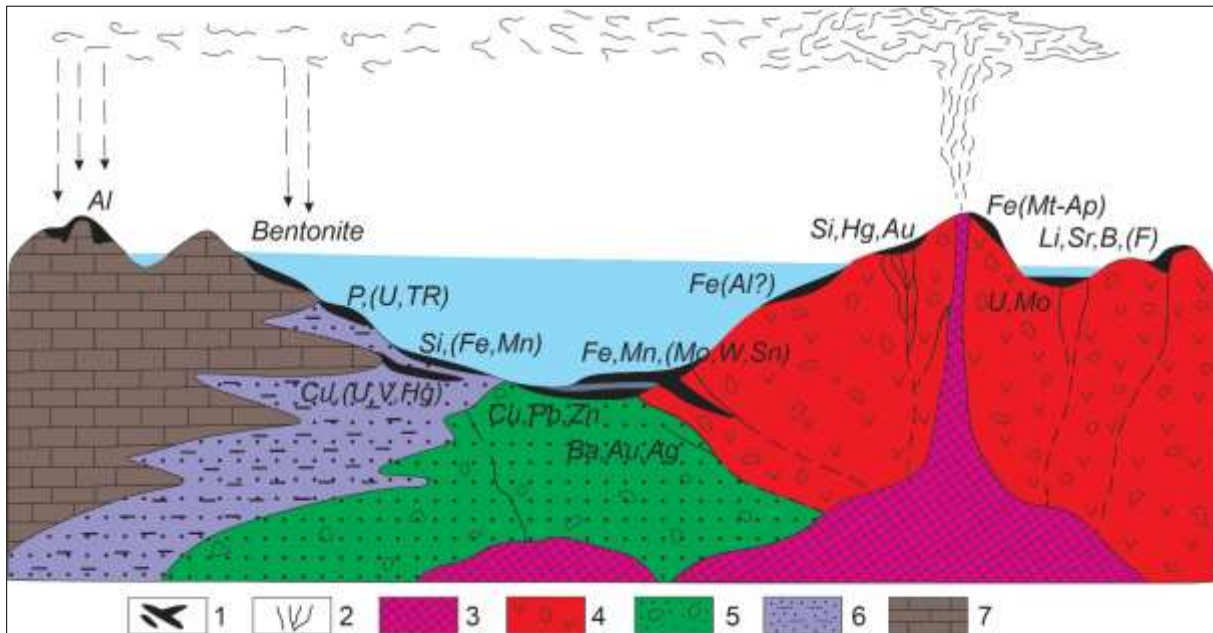 Al
Bentonite
Si,Hg,Au
Fe(Mt-Ap)
Li,Sr,B,(F)
P,(U,TR)
Fe(Al?)
U,Mo
Si,(Fe,Mn)
Fe,Mn,(Mo,W,Sn)
Cu,(U,V,Hg)
Cu,Pb,Zn
Ba,Au,Ag
1 2 3 4 5 6 7